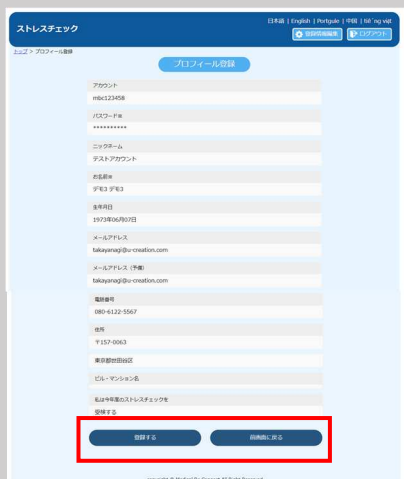 ストレスチェック
日本語 | English | Português | 中国 | tiếng việt
登録情報編集 ログアウト
トップ > プロフィール登録
プロフィール登録
アカウント
mbc123458
パスワード※
**********
ニックネーム
テストアカウント
お名前※
デモ3 デモ3
生年月日
1973年06月07日
メールアドレス
takayanagi@u-creation.com
メールアドレス（予備）
takayanagi@u-creation.com
電話番号
080-6122-5567
住所
〒157-0063
東京都世田谷区
ビル・マンション名
私は今年度のストレスチェックを
受検する
登録する 前画面に戻る